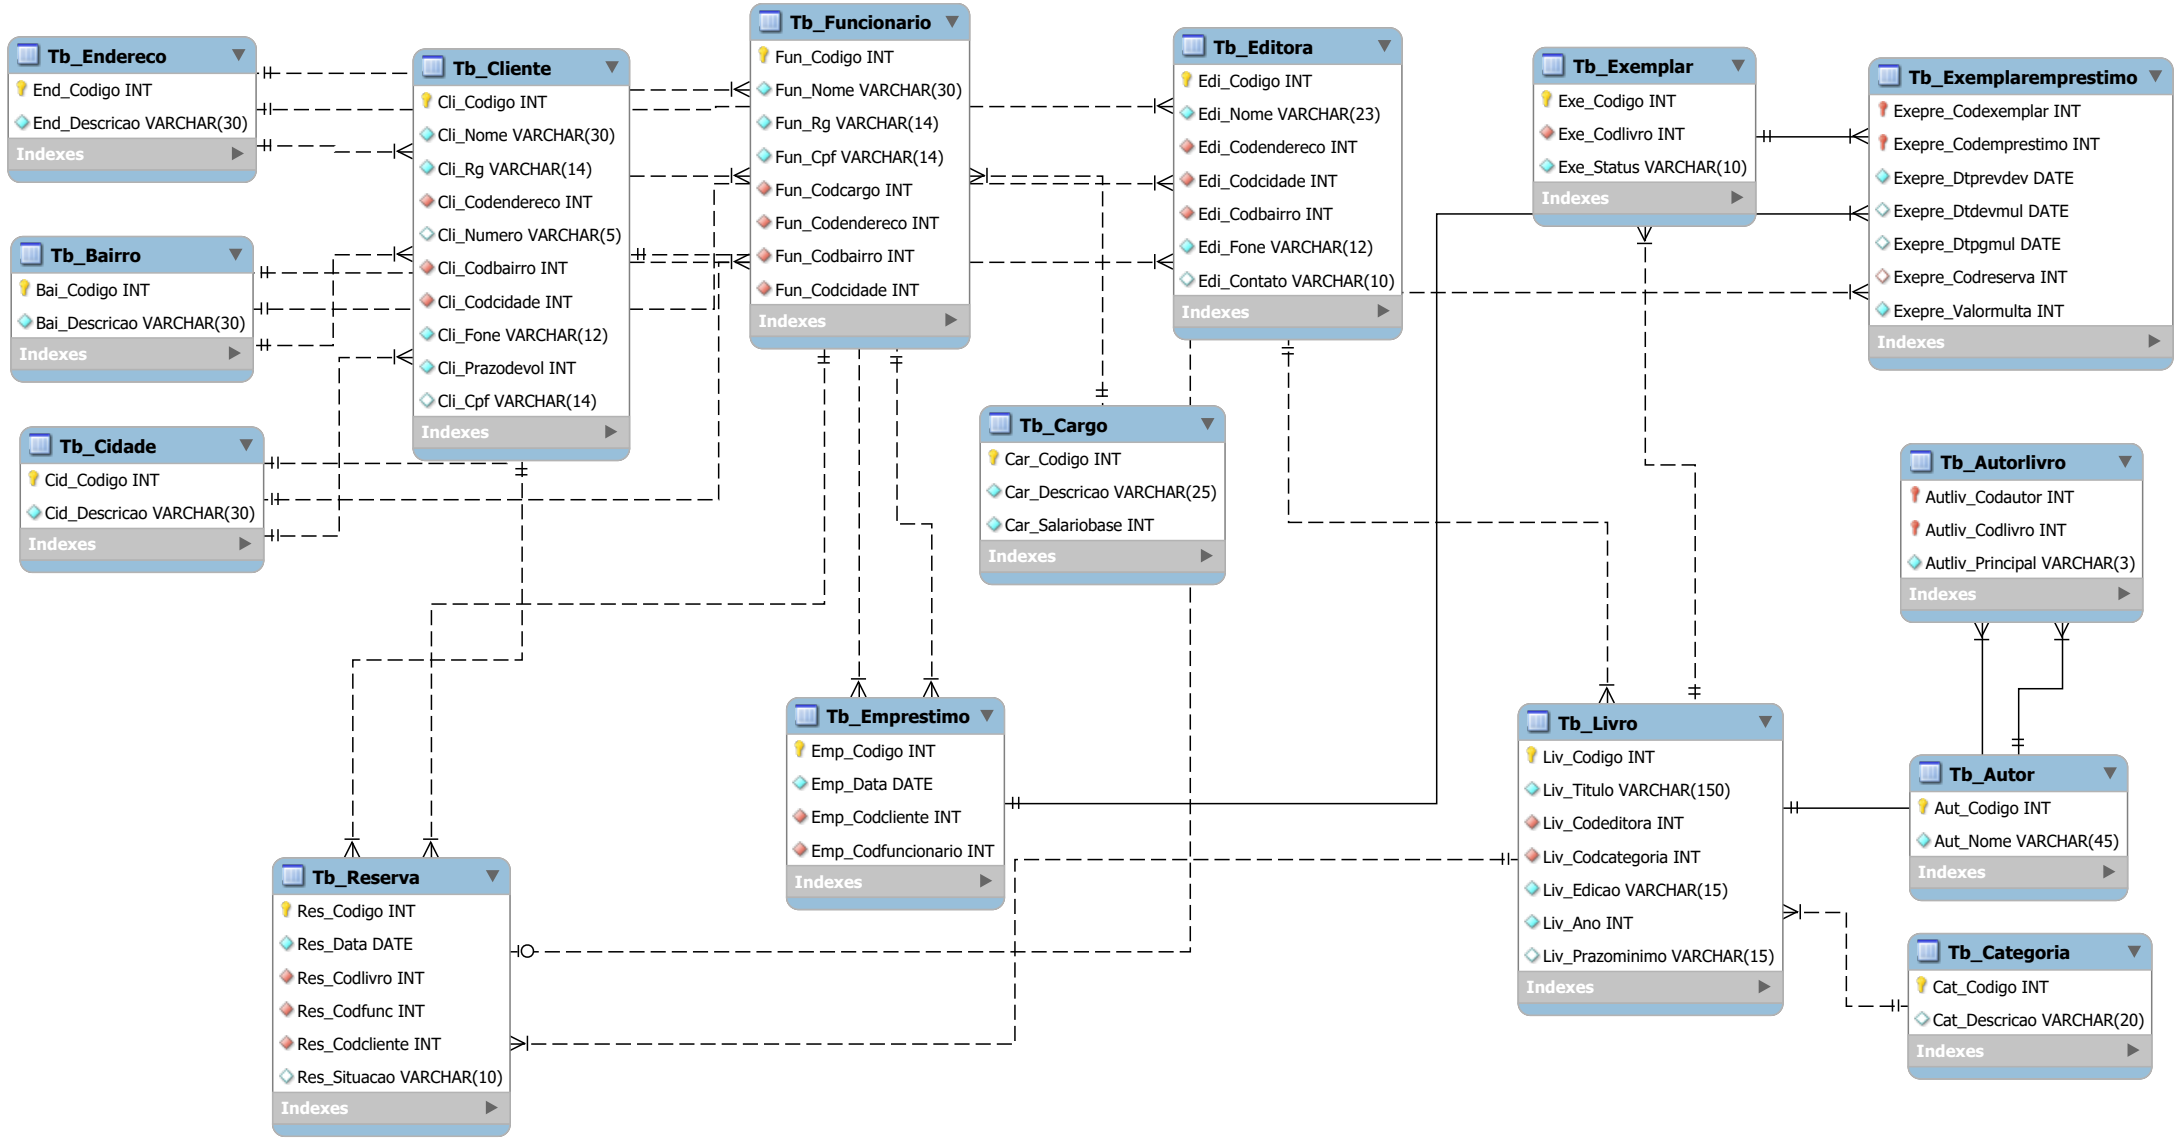 Tb_Endereco
End_Codigo INT
End_Descricao VARCHAR(30)
Indexes
Tb_Bairro
Bai_Codigo INT
Bai_Descricao VARCHAR(30)
Indexes
Tb_Cidade
Cid_Codigo INT
Cid_Descricao VARCHAR(30)
Indexes
Tb_Cliente
Cli_Codigo INT
Cli_Nome VARCHAR(30)
Cli_Rg VARCHAR(14)
Cli_Codendereco INT
Cli_Numero VARCHAR(5)
Cli_Codbairro INT
Cli_Codcidade INT
Cli_Fone VARCHAR(12)
Cli_Prazodevol INT
Cli_Cpf VARCHAR(14)
Indexes
Tb_Funcionario
Fun_Codigo INT
Fun_Nome VARCHAR(30)
Fun_Rg VARCHAR(14)
Fun_Cpf VARCHAR(14)
Fun_Codcargo INT
Fun_Codendereco INT
Fun_Codbairro INT
Fun_Codcidade INT
Indexes
Tb_Editora
Edi_Codigo INT
Edi_Nome VARCHAR(23)
Edi_Codendereco INT
Edi_Codcidade INT
Edi_Codbairro INT
Edi_Fone VARCHAR(12)
Edi_Contato VARCHAR(10)
Indexes
Tb_Exemplar
Exe_Codigo INT
Exe_Codlivro INT
Exe_Status VARCHAR(10)
Indexes
Tb_Exemplaremprestimo
Exepre_Codexemplar INT
Exepre_Codemprestimo INT
Exepre_Dtprevdev DATE
Exepre_Dtdevmul DATE
Exepre_Dtpgmul DATE
Exepre_Codreserva INT
Exepre_Valormulta INT
Indexes
Tb_Cargo
Car_Codigo INT
Car_Descricao VARCHAR(25)
Car_Salariobase INT
Indexes
Tb_Autorlivro
Autliv_Codautor INT
Autliv_Codlivro INT
Autliv_Principal VARCHAR(3)
Indexes
Tb_Emprestimo
Emp_Codigo INT
Emp_Data DATE
Emp_Codcliente INT
Emp_Codfuncionario INT
Indexes
Tb_Livro
Liv_Codigo INT
Liv_Titulo VARCHAR(150)
Liv_Codeditora INT
Liv_Codcategoria INT
Liv_Edicao VARCHAR(15)
Liv_Ano INT
Liv_Prazominimo VARCHAR(15)
Indexes
Tb_Autor
Aut_Codigo INT
Aut_Nome VARCHAR(45)
Indexes
Tb_Reserva
Res_Codigo INT
Res_Data DATE
Res_Codlivro INT
Res_Codfunc INT
Res_Codcliente INT
Res_Situacao VARCHAR(10)
Indexes
Tb_Categoria
Cat_Codigo INT
Cat_Descricao VARCHAR(20)
Indexes